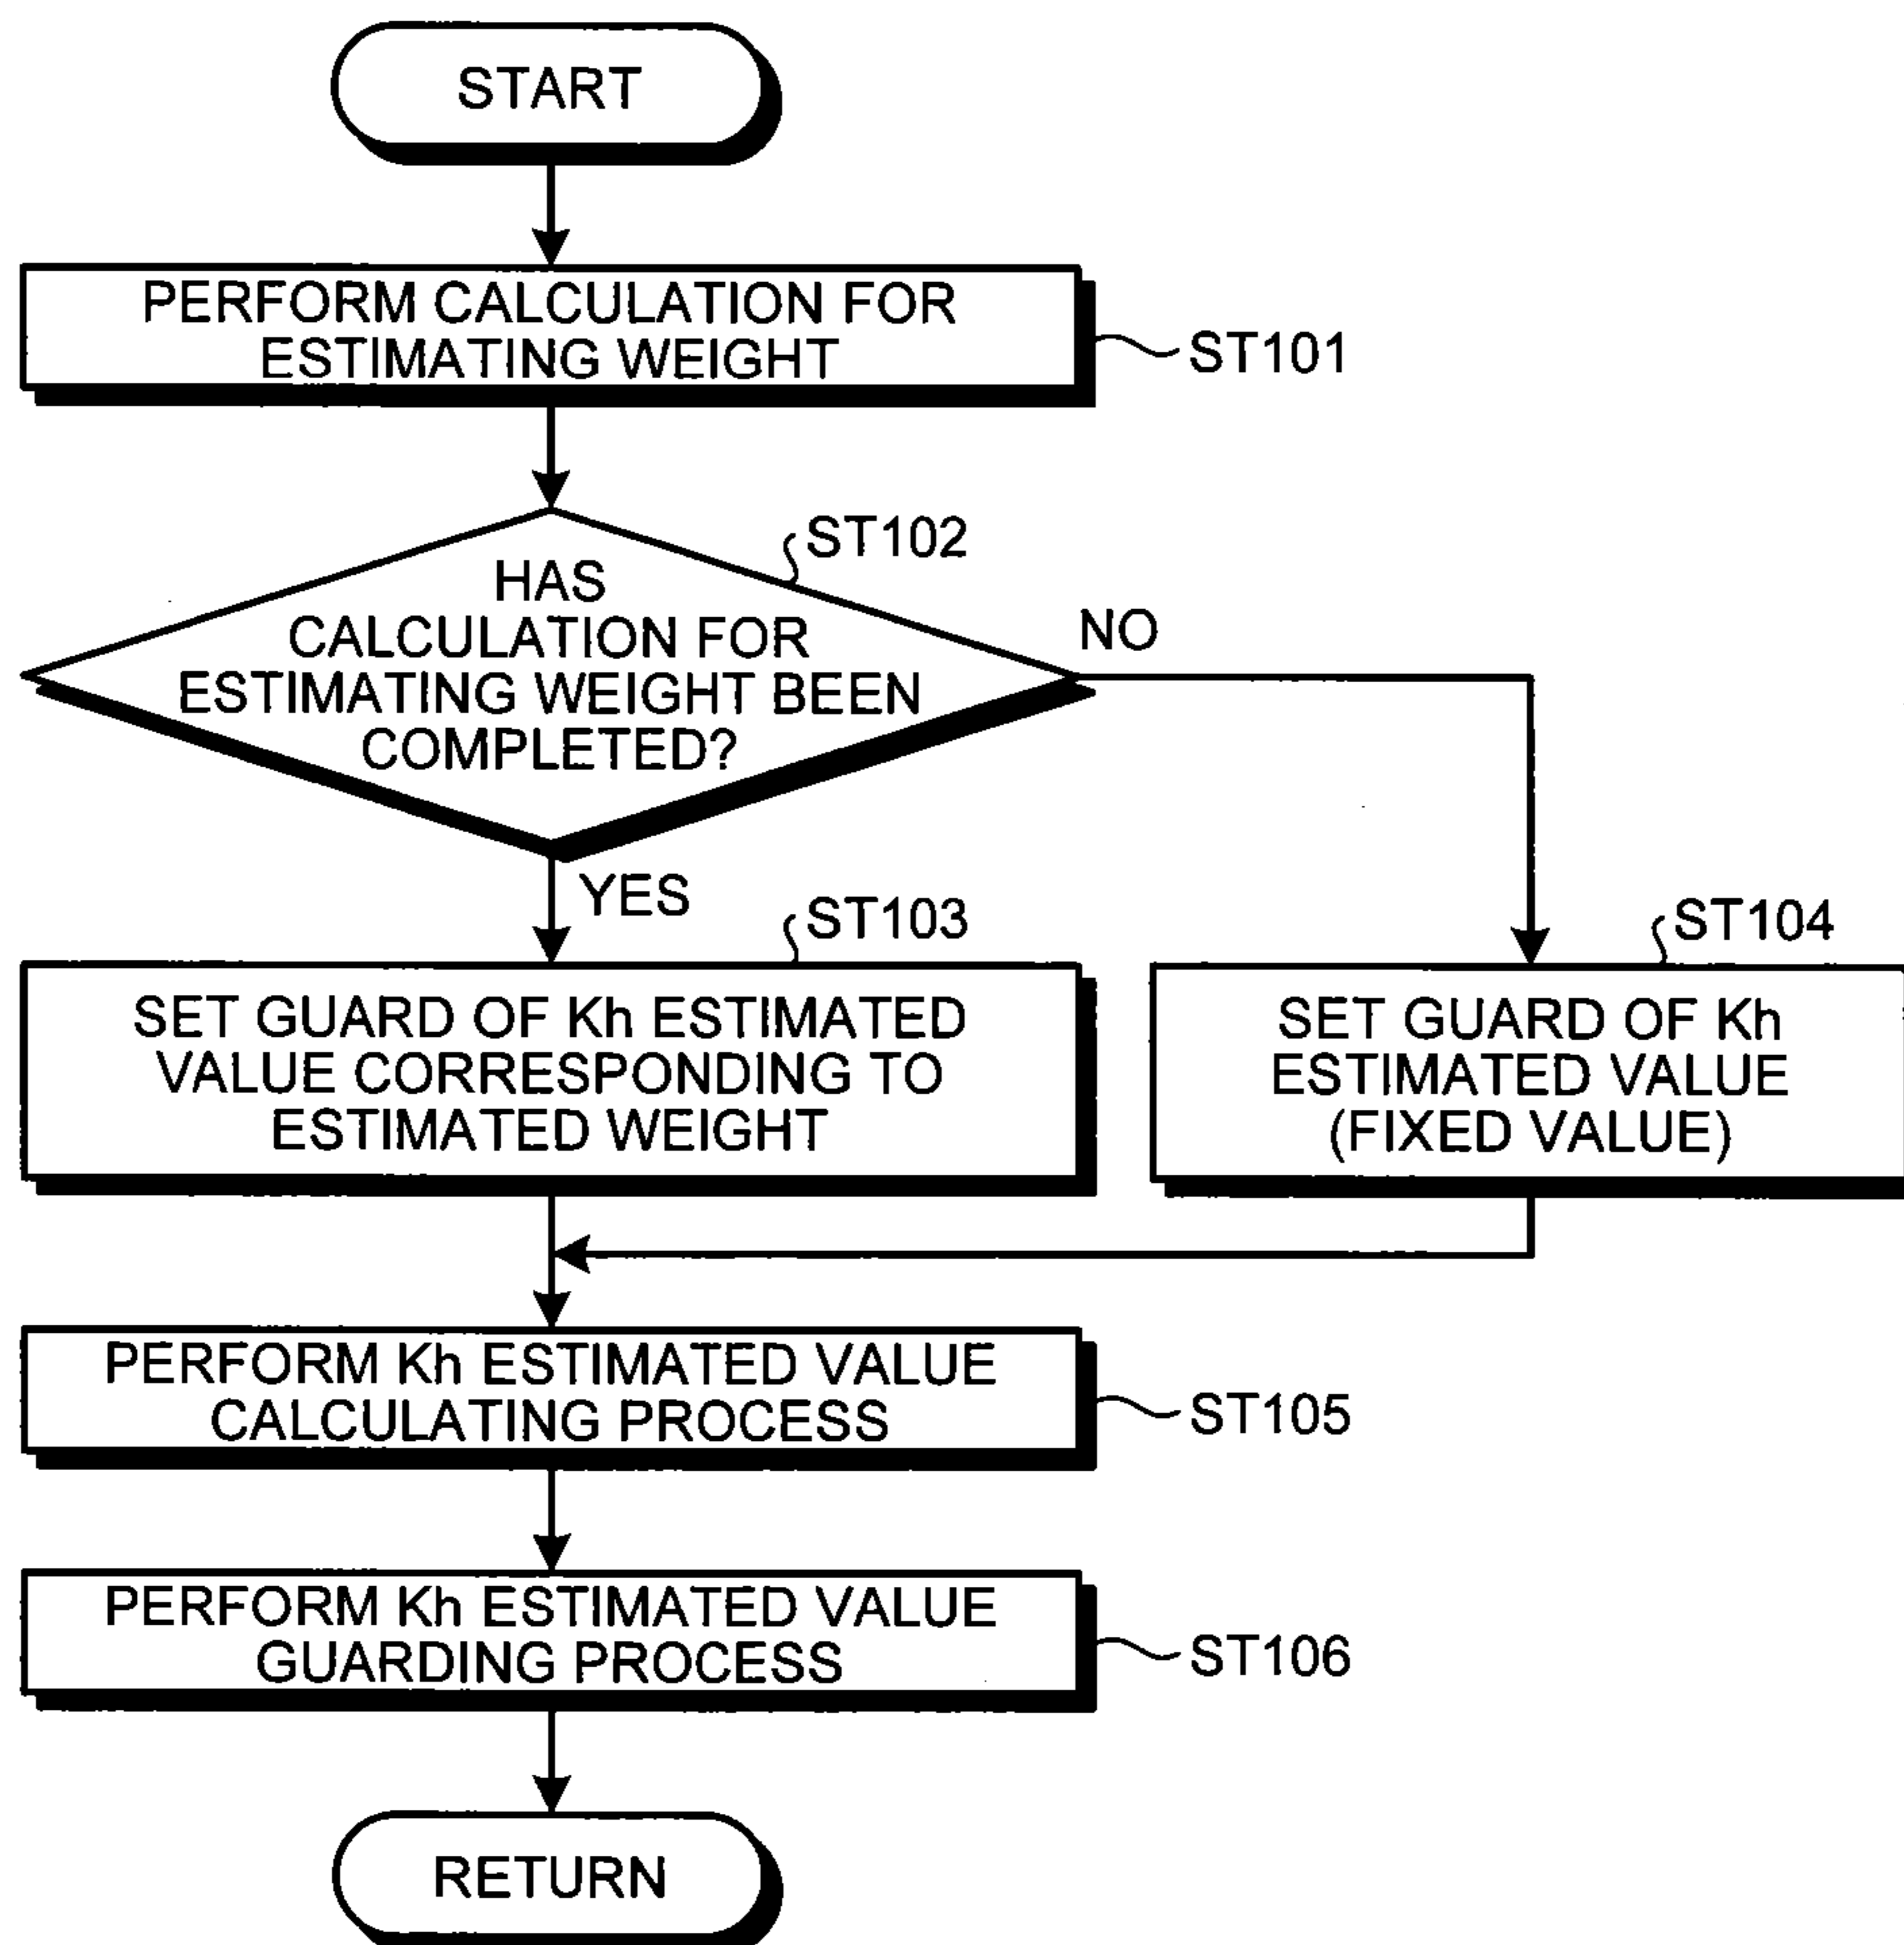 START
PERFORM CALCULATION FOR
ESTIMATING WEIGHT
ST101
ST102
HAS
CALCULATION FOR
ESTIMATING WEIGHT BEEN
COMPLETED?
NO
YES
ST103
SET GUARD OF Kh ESTIMATED
VALUE CORRESPONDING TO
ESTIMATED WEIGHT
ST104
SET GUARD OF Kh
ESTIMATED VALUE
(FIXED VALUE)
PERFORM Kh ESTIMATED VALUE
CALCULATING PROCESS
ST105
PERFORM Kh ESTIMATED VALUE
GUARDING PROCESS
ST106
RETURN